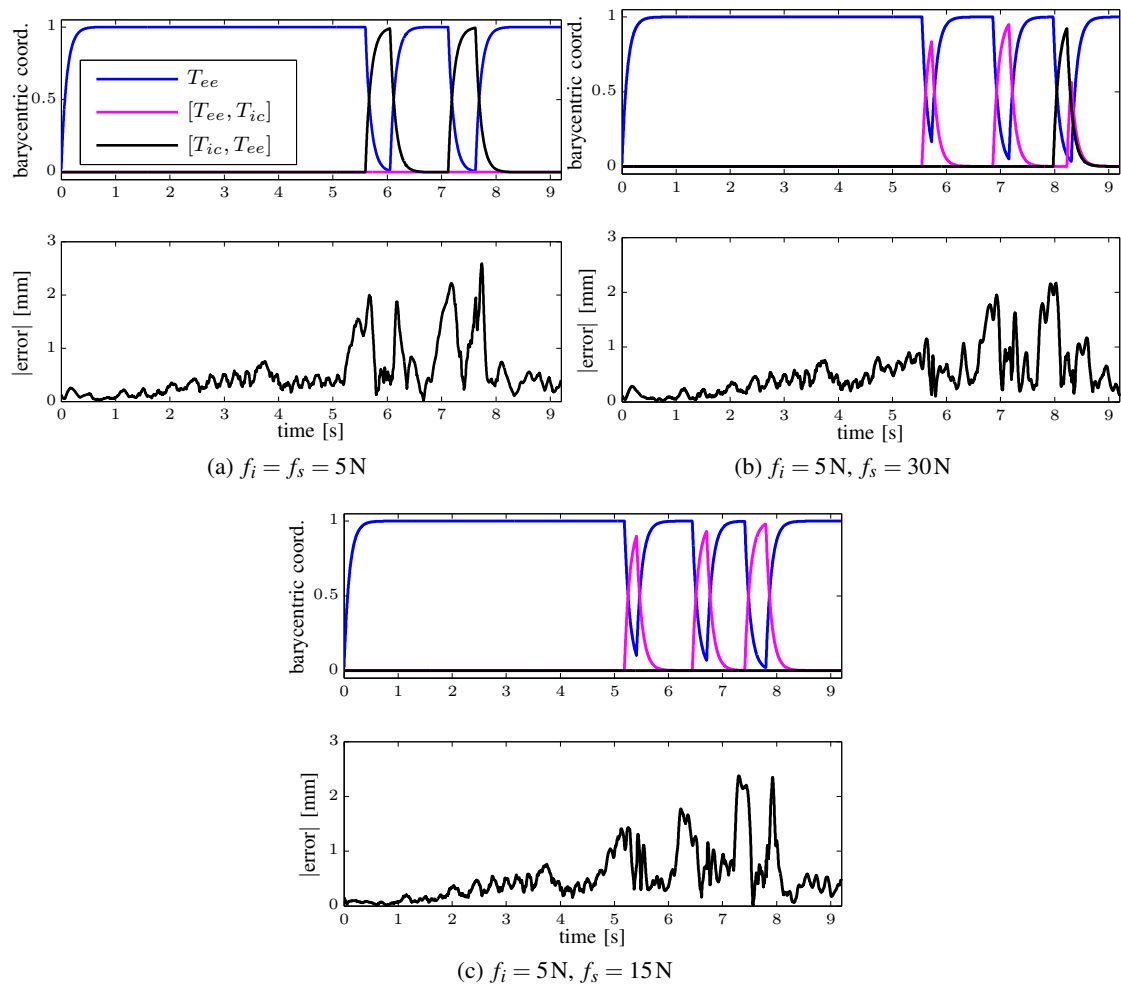 barycentric coord.
1
0.5
0
T_ee
[T_ee, T_ic]
[T_ic, T_ee]
0 1 2 3 4 5 6 7 8 9
|error| [mm]
3
2
1
0
0 1 2 3 4 5 6 7 8 9
time [s]
(a) f_i = f_s = 5N
barycentric coord.
1
0.5
0
0 1 2 3 4 5 6 7 8 9
|error| [mm]
3
2
1
0
0 1 2 3 4 5 6 7 8 9
time [s]
(b) f_i = 5N, f_s = 30N
barycentric coord.
1
0.5
0
0 1 2 3 4 5 6 7 8 9
|error| [mm]
3
2
1
0
0 1 2 3 4 5 6 7 8 9
time [s]
(c) f_i = 5N, f_s = 15N